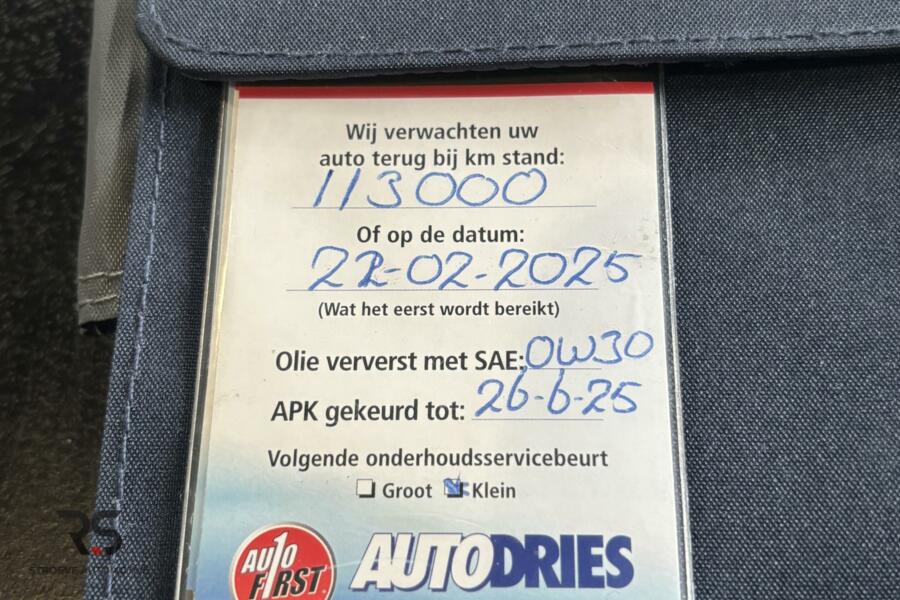 Wij verwachten uw
auto terug bij km stand:
113000
Of op de datum:
22-02-2025
(Wat het eerst wordt bereikt)
Olie ververst met SAE: 0W30
APK gekeurd tot: 26-6-25
Volgende onderhoudsservicebeurt
Groot Klein
AUTO FIRST
AUTODRIES
RS